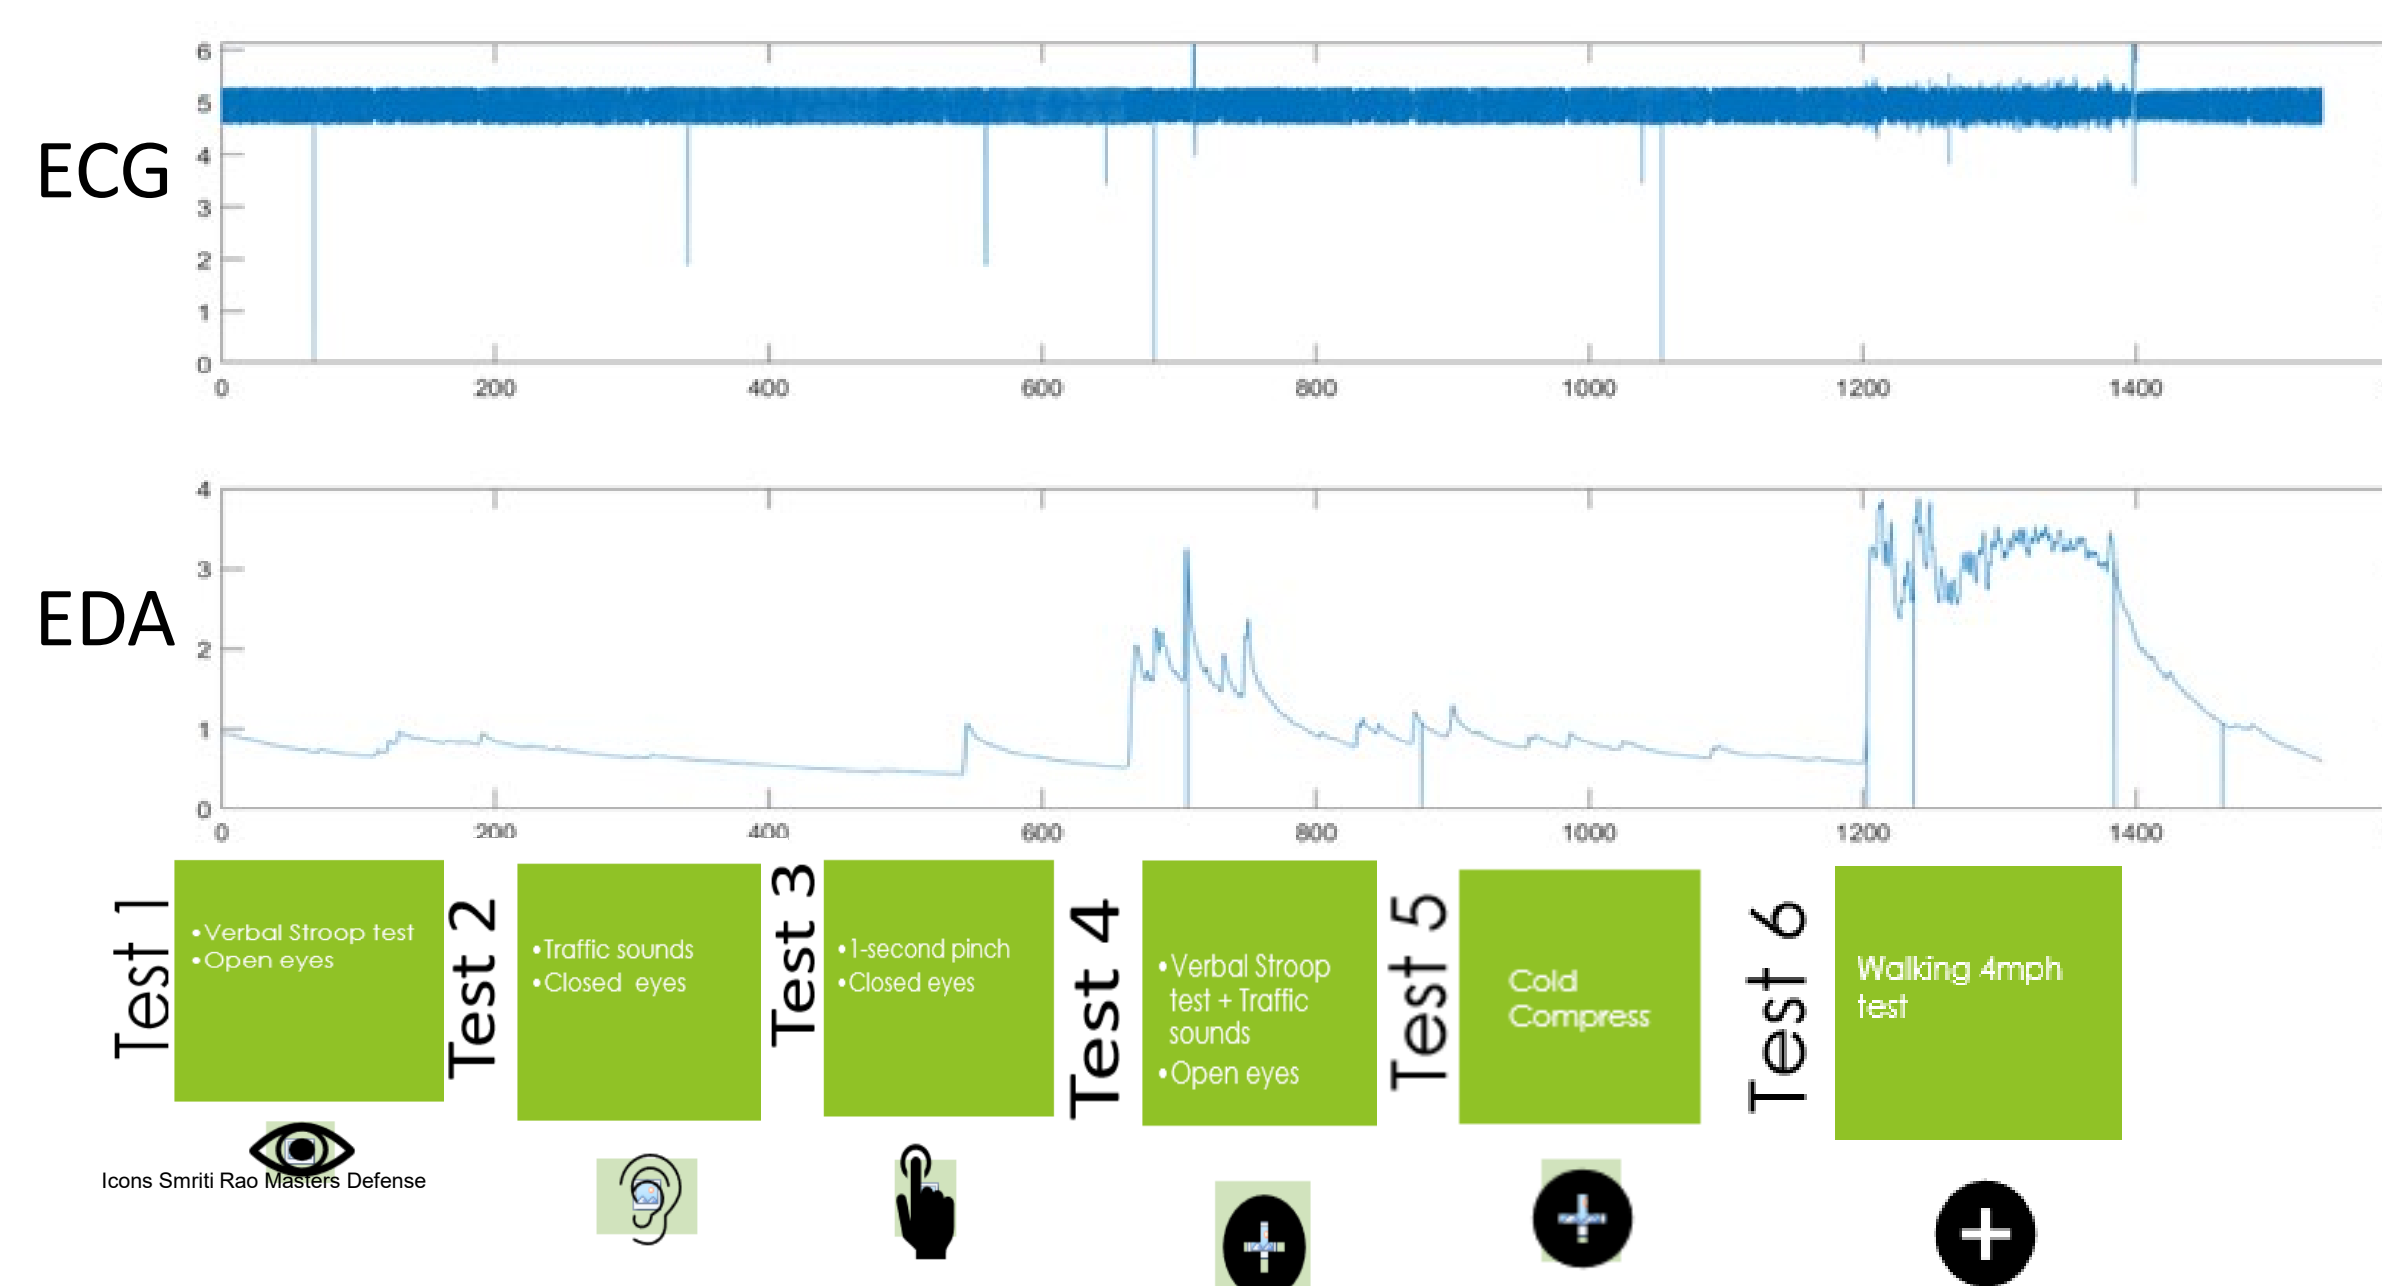 ECG
6
5
4
3
2
1
0
0 200 400 600 800 1000 1200 1400
EDA
4
3
2
1
0
0 200 400 600 800 1000 1200 1400
Test 1
•Verbal Stroop test
•Open eyes
Test 2
•Traffic sounds
•Closed eyes
Test 3
•1-second pinch
•Closed eyes
Test 4
•Verbal Stroop
test + Traffic
sounds
•Open eyes
Test 5
Cold
Compress
Test 6
Walking 4mph
test
Icons Smriti Rao Masters Defense